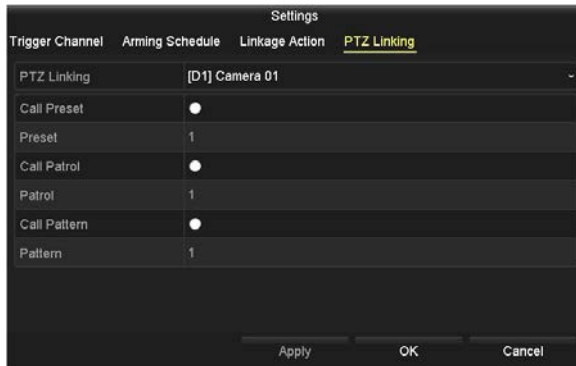 Settings
Trigger Channel Arming Schedule Linkage Action PTZ Linking
PTZ Linking [D1] Camera 01
Call Preset
Preset 1
Call Patrol
Patrol 1
Call Pattern
Pattern 1
Apply OK Cancel